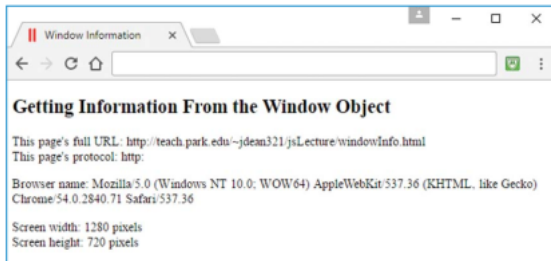 Window Information
Getting Information From the Window Object
This page's full URL: http://teach.park.edu/~jdean321/jsLecture/windowInfo.html
This page's protocol: http:
Browser name: Mozilla/5.0 (Windows NT 10.0; WOW64) AppleWebKit/537.36 (KHTML, like Gecko)
Chrome/54.0.2840.71 Safari/537.36
Screen width: 1280 pixels
Screen height: 720 pixels